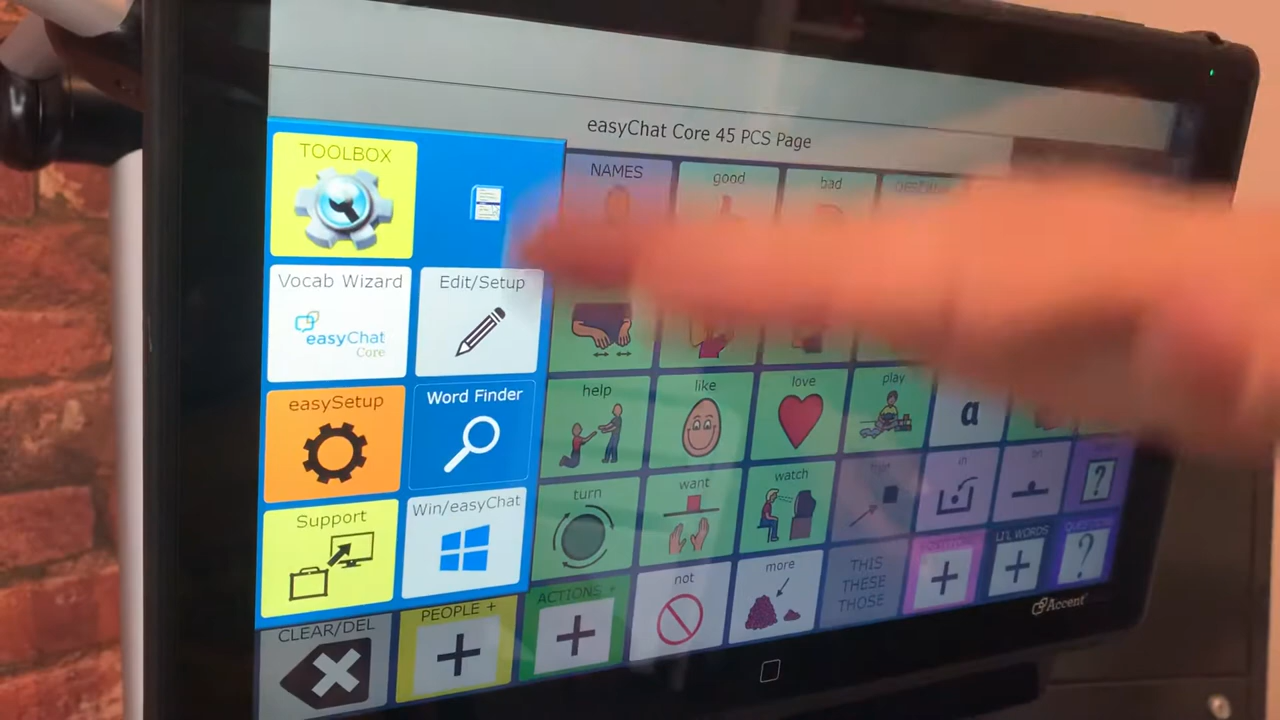 easyChat Core 45 PCS Page
TOOLBOX
NAMES
good
bad
Vocab Wizard
easyChat
Core
Edit/Setup
easySetup
Word Finder
help
like
love
play
a
Support
Win/easyChat
turn
want
watch
in
on
CLEAR/DEL
PEOPLE +
ACTIONS +
not
more
THIS
THESE
THOSE
LI'L WORDS
Accent